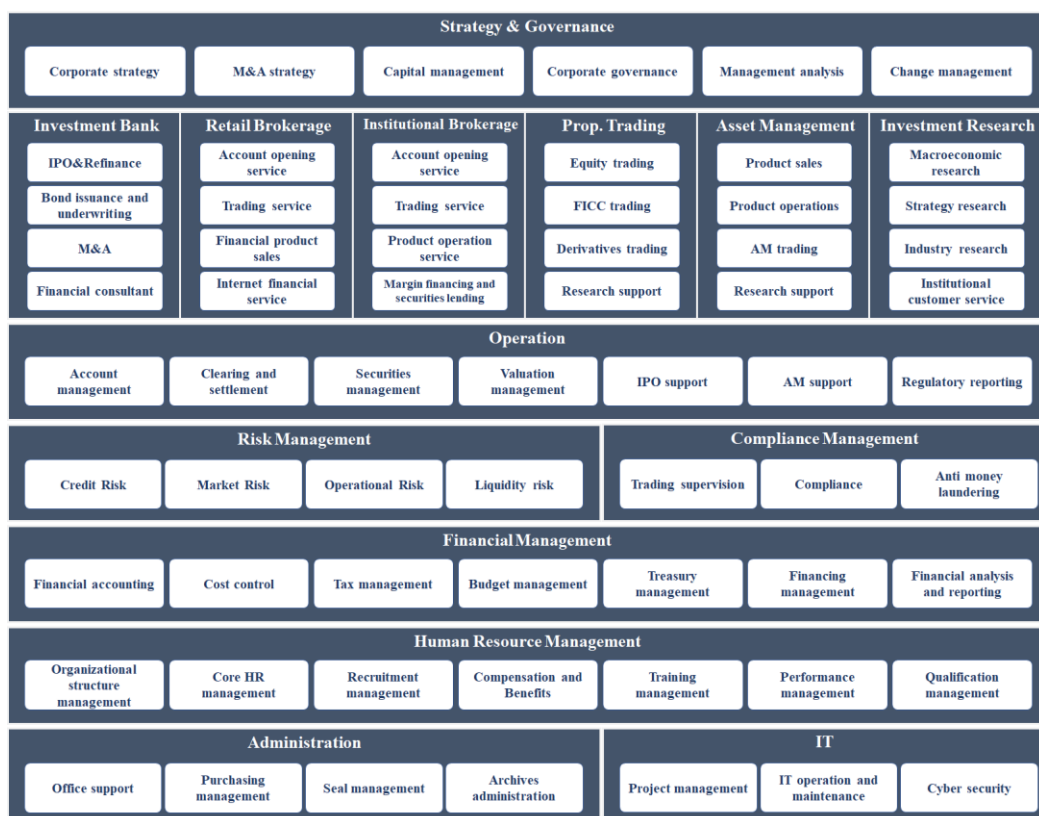 Strategy & Governance
Corporate strategy
M&A strategy
Capital management
Corporate governance
Management analysis
Change management
Investment Bank
IPO&Refinance
Bond issuance and
underwriting
M&A
Financial consultant
Retail Brokerage
Account opening
service
Trading service
Financial product
sales
Internet financial
service
Institutional Brokerage
Account opening
service
Trading service
Product operation
service
Margin financing and
securities lending
Prop. Trading
Equity trading
FICC trading
Derivatives trading
Research support
Asset Management
Product sales
Product operations
AM trading
Research support
Investment Research
Macroeconomic
research
Strategy research
Industry research
Institutional
customer service
Operation
Account
management
Clearing and
settlement
Securities
management
Valuation
management
IPO support
AM support
Regulatory reporting
Risk Management
Credit Risk
Market Risk
Operational Risk
Liquidity risk
Compliance Management
Trading supervision
Compliance
Anti money
laundering
Financial Management
Financial accounting
Cost control
Tax management
Budget management
Treasury
management
Financing
management
Financial analysis
and reporting
Human Resource Management
Organizational
structure
management
Core HR
management
Recruitment
management
Compensation and
Benefits
Training
management
Performance
management
Qualification
management
Administration
Office support
Purchasing
management
Seal management
Archives
administration
IT
Project management
IT operation and
maintenance
Cyber security